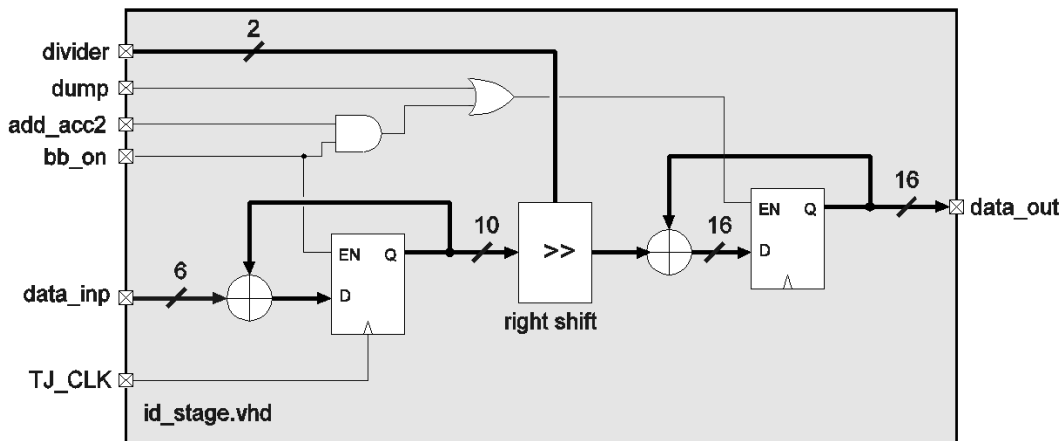 divider
2
dump
add_acc2
bb_on
EN
Q
D
10
>>
right shift
16
EN
Q
D
16
data_out
6
data_inp
TJ_CLK
id_stage.vhd